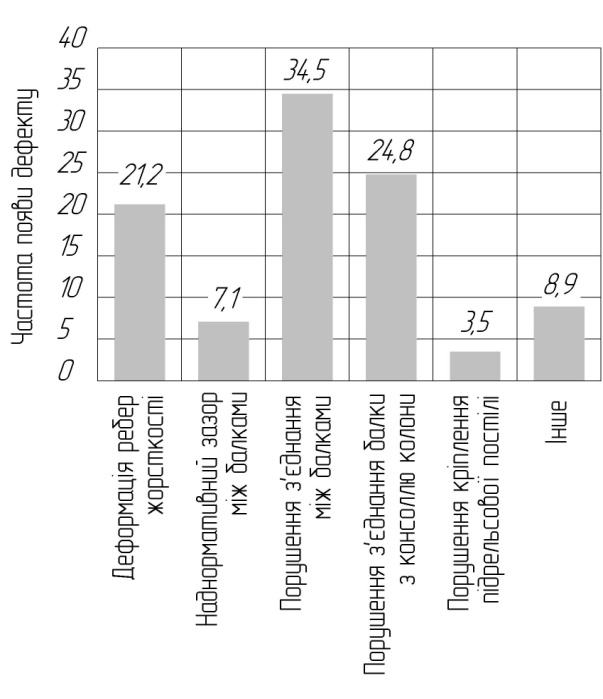 Частота появи дефекту
40
35
30
25
20
15
10
5
0
21,2
7,1
34,5
24,8
3,5
8,9
Деформація ребер
жорсткості
Наднормативний зазор
між балками
Порушення з'єднання
між балками
Порушення з'єднання балки
з консоллю колони
Порушення кріплення
підрельсової постілі
Інше